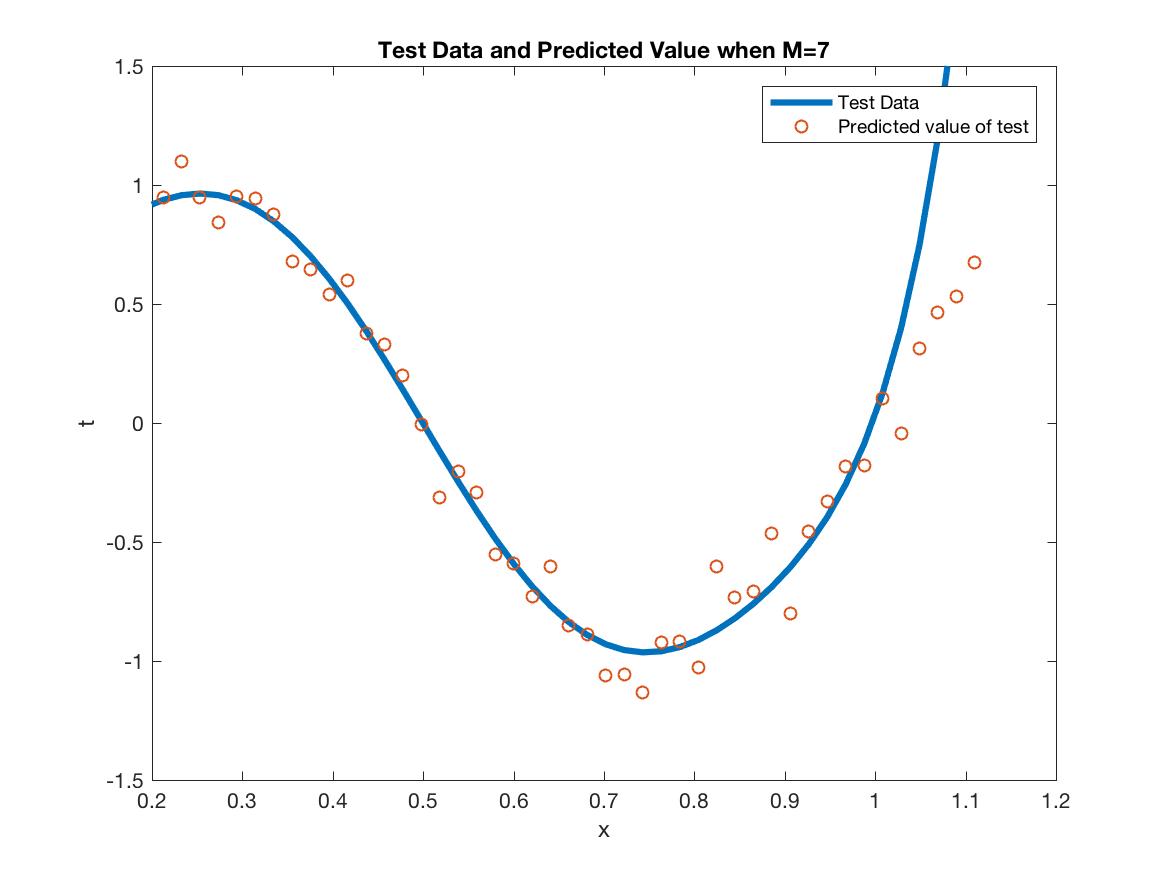 Test Data and Predicted Value when M=7
Test Data
Predicted value of test
1.5
1
0.5
0
-0.5
-1
-1.5
t
0.2 0.3 0.4 0.5 0.6 0.7 0.8 0.9 1 1.1 1.2
x